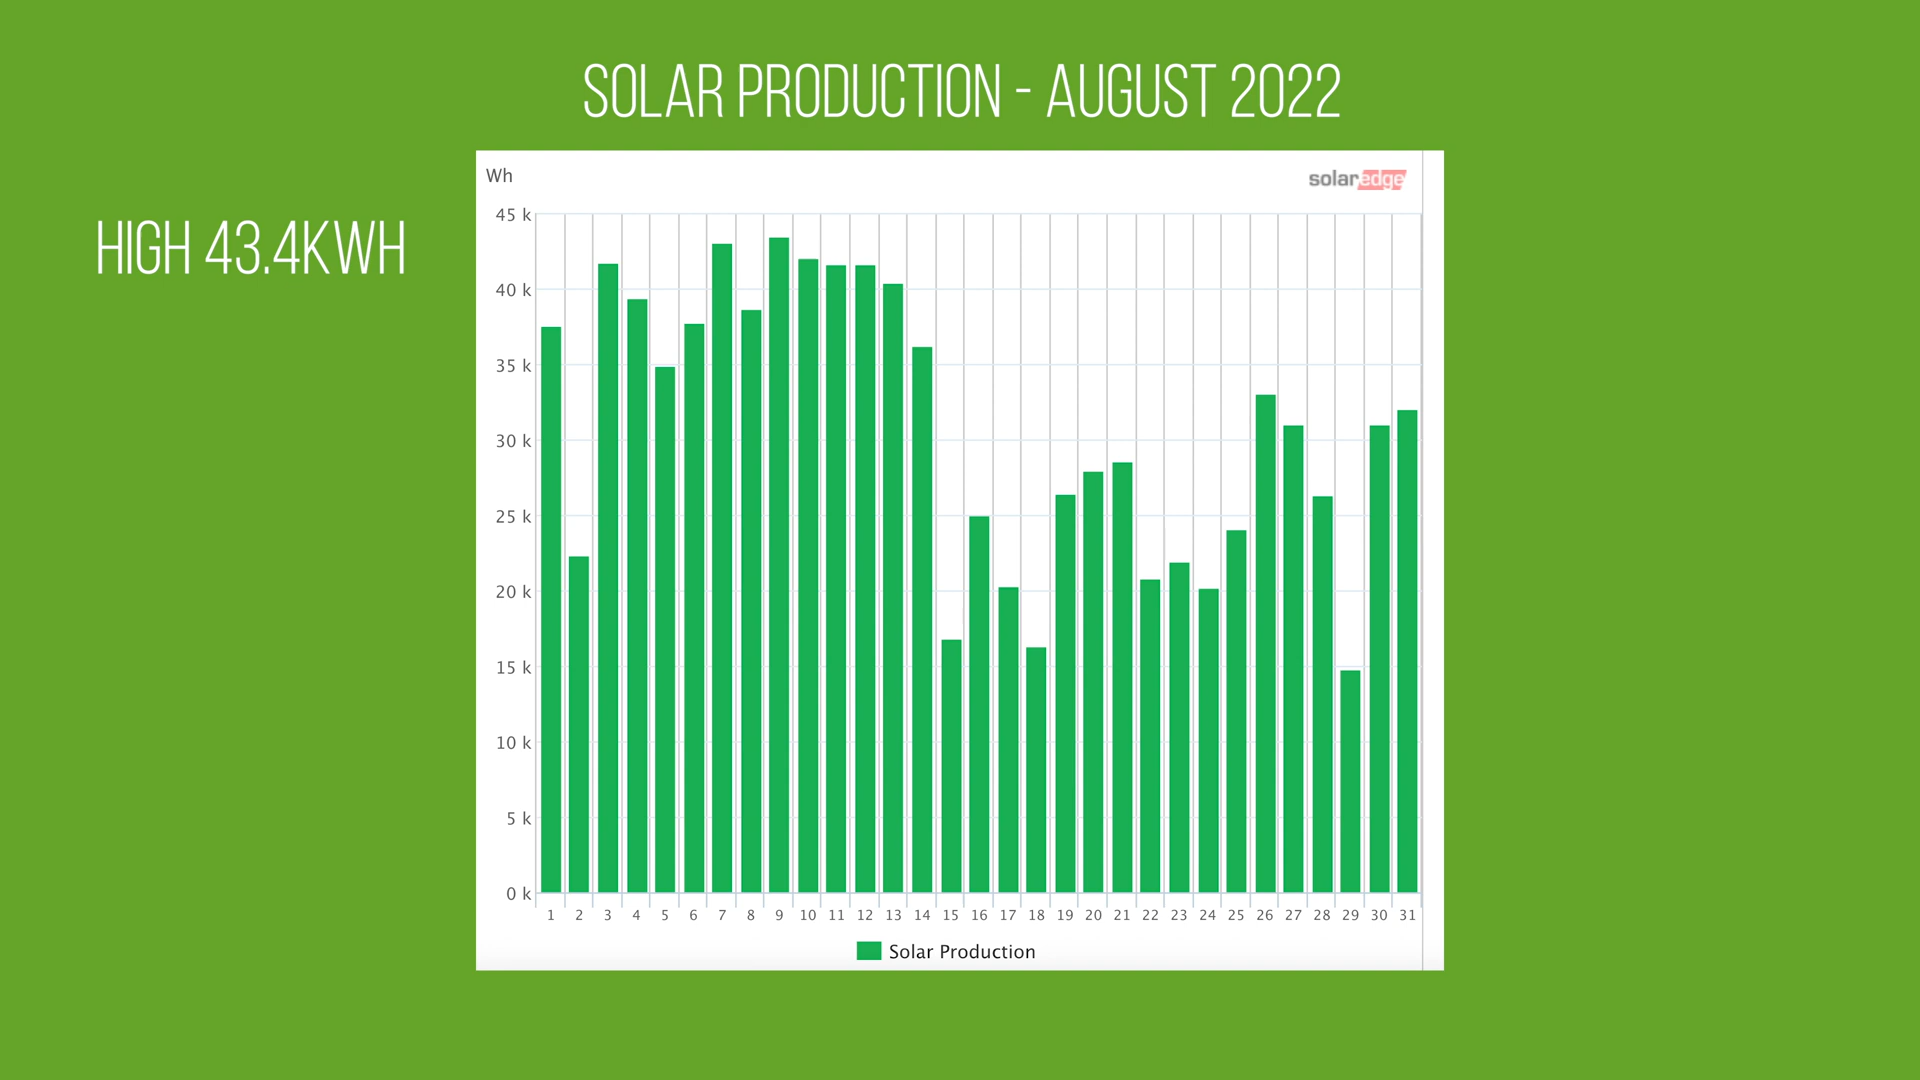 SOLAR PRODUCTION - AUGUST 2022
HIGH 43.4KWH
Wh
solaredge
45 k
40 k
35 k
30 k
25 k
20 k
15 k
10 k
5 k
0 k
1 2 3 4 5 6 7 8 9 10 11 12 13 14 15 16 17 18 19 20 21 22 23 24 25 26 27 28 29 30 31
Solar Production